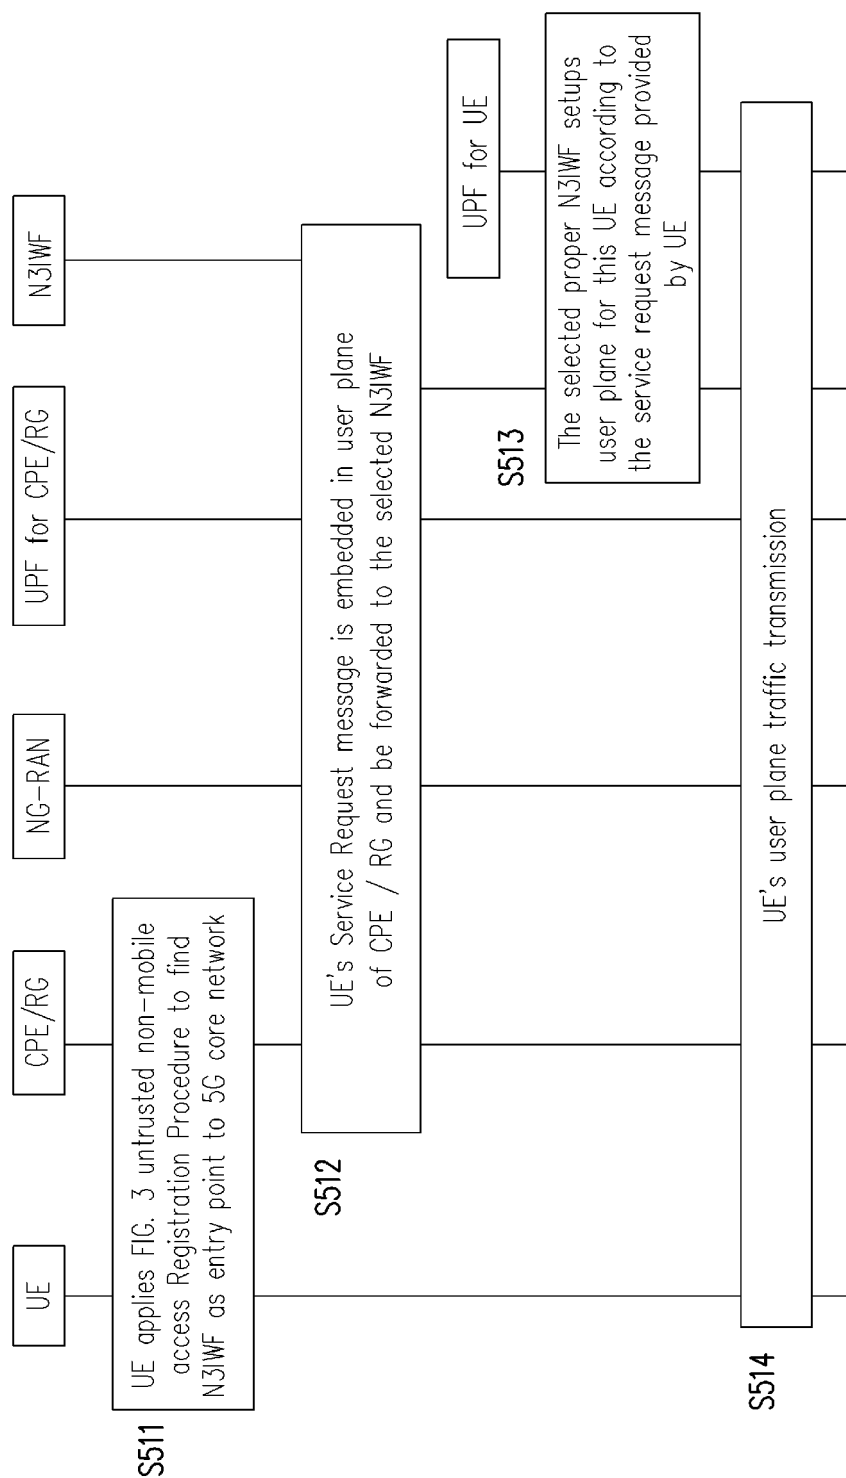 UE
CPE/RG
NG-RAN
UPF for CPE/RG
N3IWF
S511
UE applies FIG. 3 untrusted non-mobile
access Registration Procedure to find
N3IWF as entry point to 5G core network
S512
UE's Service Request message is embedded in user plane
of CPE / RG and be forwarded to the selected N3IWF
UPF for UE
S513
The selected proper N3IWF setups
user plane for this UE according to
the service request message provided
by UE
S514
UE's user plane traffic transmission